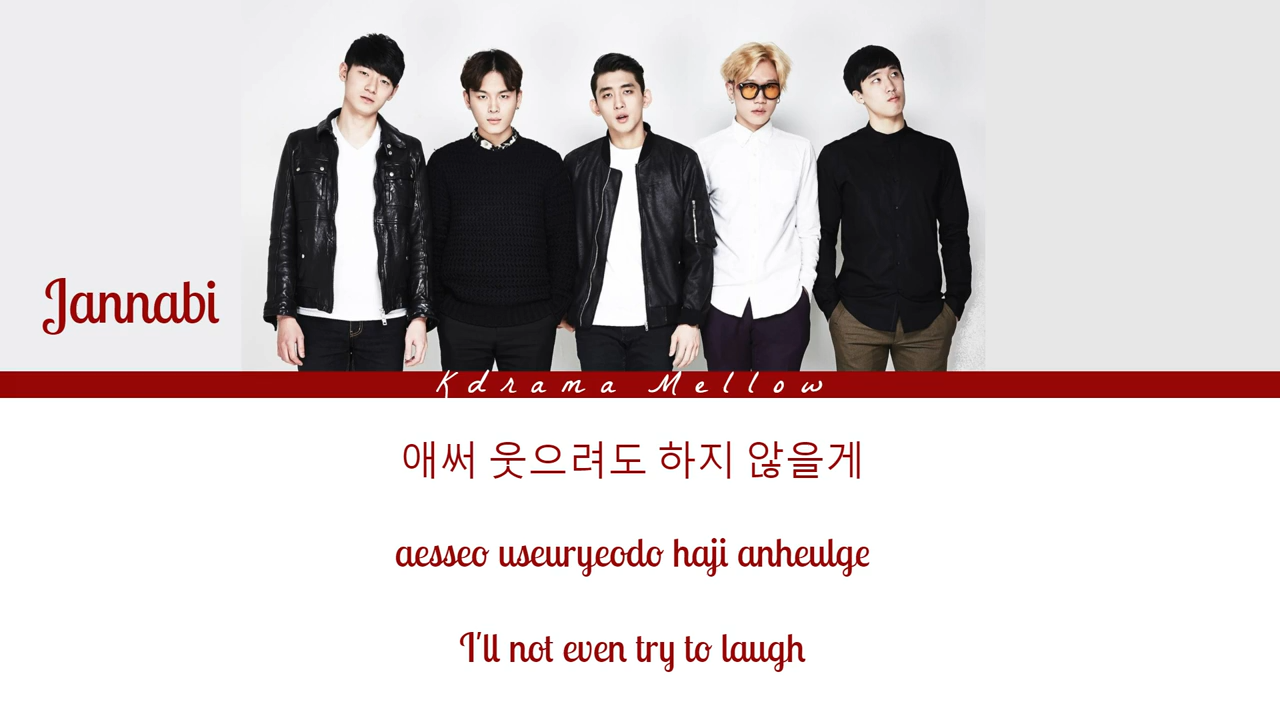 Jannabi
Kdrama Mellow
애써 웃으려도 하지 않을게
aesseo useuryeodo haji anheulge
I'll not even try to laugh